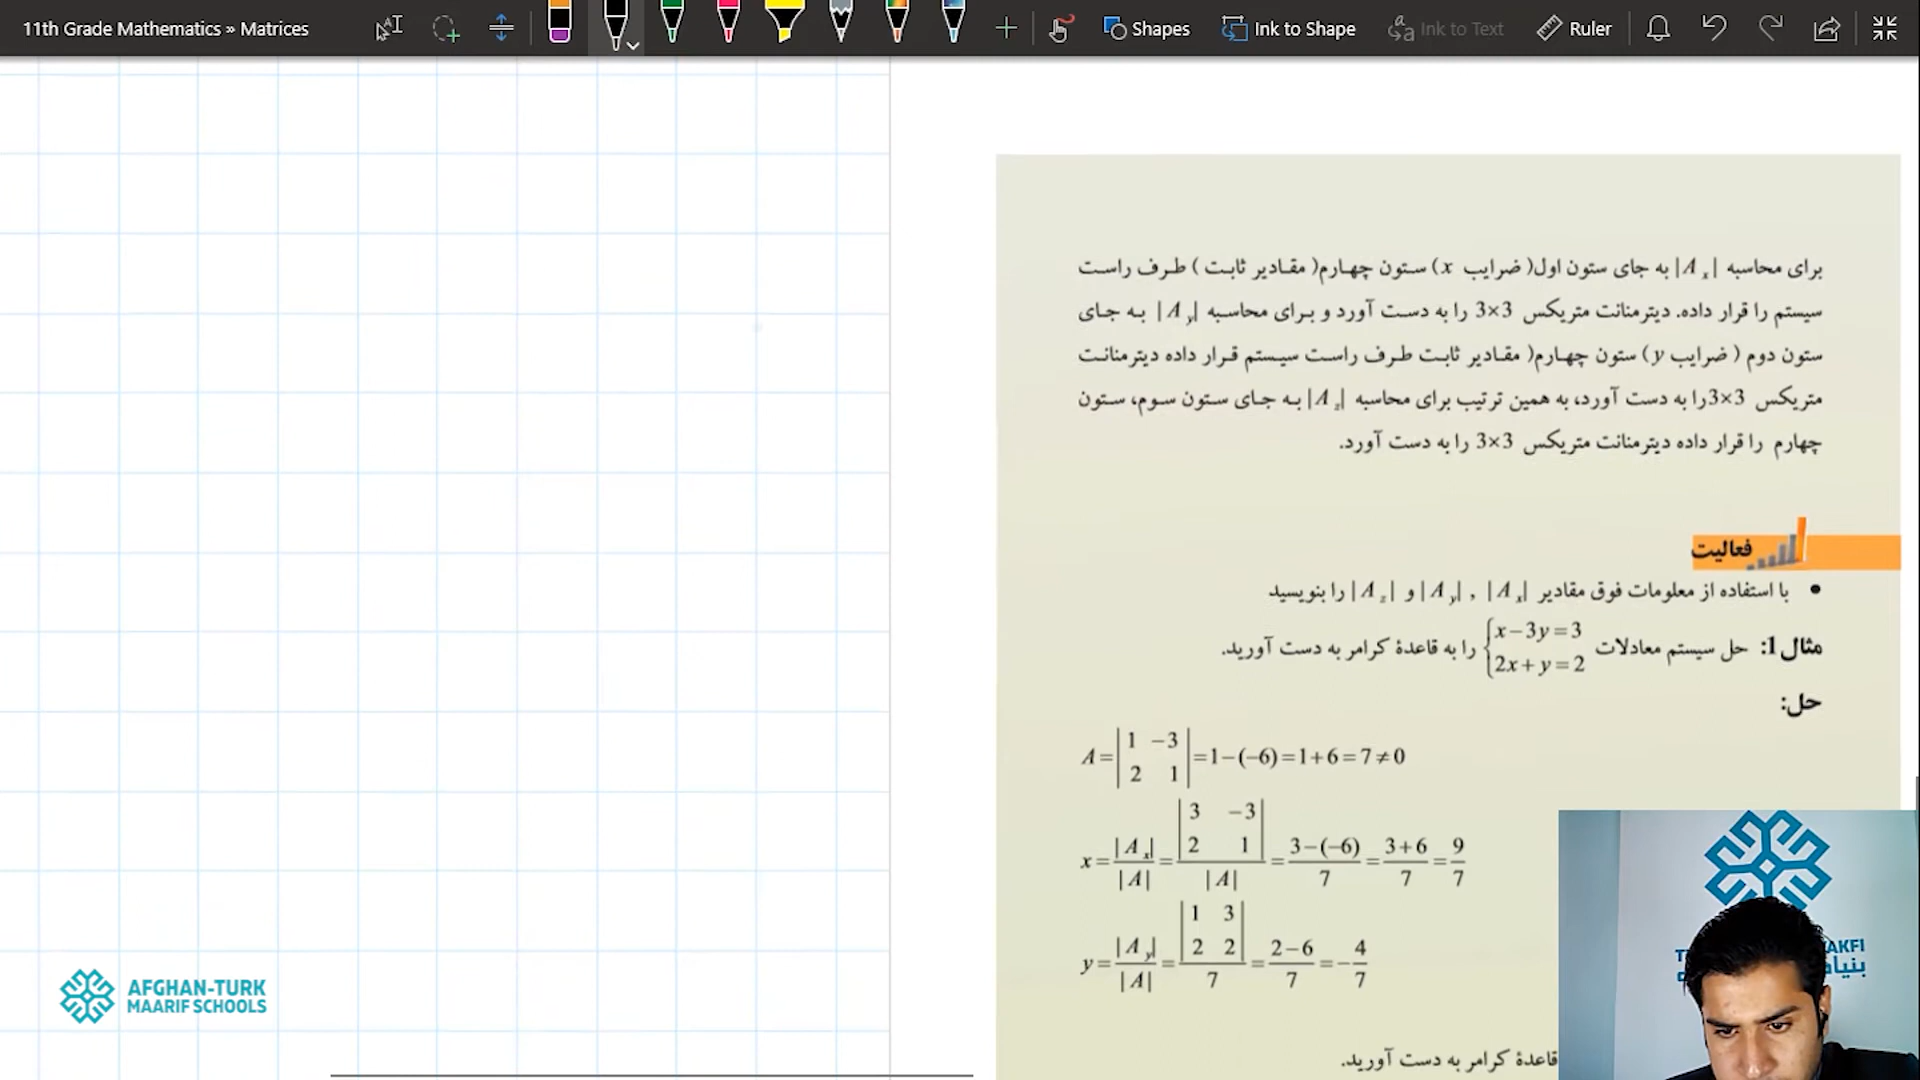 11th Grade Mathematics » Matrices
Shapes
Ink to Shape
Ink to Text
Ruler
برای محاسبه |Aₓ| به جای ستون اول( ضرایب x) ستون چهارم( مقادیر ثابت ) طرف راست
سیستم را قرار داده. دیترمنانت متریکس 3×3 را به دست آورد و برای محاسبه |Aᵧ| به جای
ستون دوم ( ضرایب y) ستون چهارم( مقادیر ثابت طرف راست سیستم قرار داده دیترمنانت
متریکس 3×3 را به دست آورد، به همین ترتیب برای محاسبه |A_z| به جای ستون سوم، ستون
چهارم را قرار داده دیترمنانت متریکس 3×3 را به دست آورد.
فعالیت
• با استفاده از معلومات فوق مقادیر |Aₓ| , |Aᵧ| و |A_z| را بنویسید
مثال 1: حل سیستم معادلات {x−3y=3 2x+y=2 را به قاعدۀ کرامر به دست آورید.
حل:
A=|1 −3 2 1|=1−(−6)=1+6=7≠0
x=|Aₓ|/|A|=|3 −3 2 1|/|A|=3−(−6)/7=3+6/7=9/7
y=|Aᵧ|/|A|=|1 3 2 2|/7=2−6/7=−4/7
قاعدۀ کرامر به دست آورید.
AFGHAN-TURK
MAARIF SCHOOLS